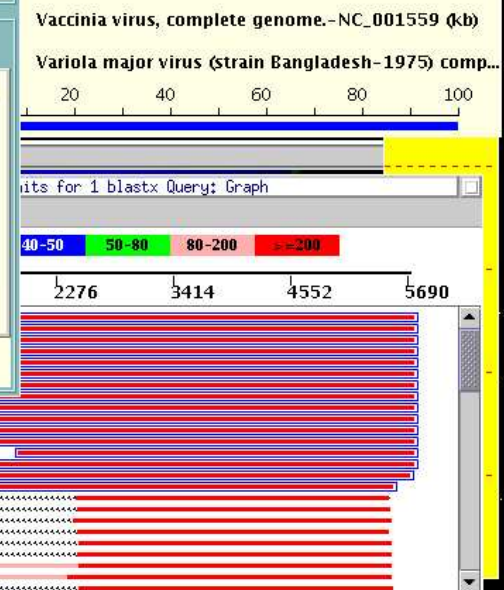 Vaccinia virus, complete genome.-NC_001559 (kb)
Variola major virus (strain Bangladesh-1975) comp...
20 40 60 80 100
its for 1 blastx Query: Graph
40-50 50-80 80-200 >=200
2276 3414 4552 5690